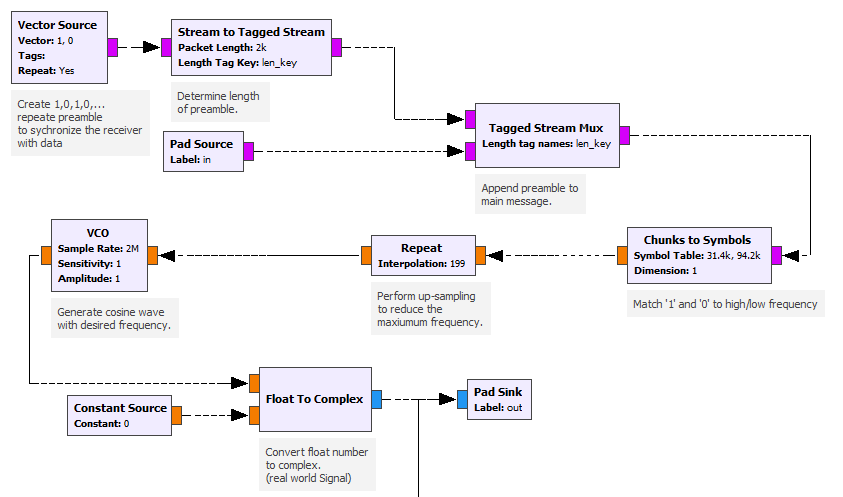 Vector Source
Vector: 1, 0
Tags:
Repeat: Yes
Create 1,0,1,0,...
repeate preamble
to sychronize the receiver
with data
Stream to Tagged Stream
Packet Length: 2k
Length Tag Key: len_key
Determine length
of preamble.
Pad Source
Label: in
Tagged Stream Mux
Length tag names: len_key
Append preamble to
main message.
VCO
Sample Rate: 2M
Sensitivity: 1
Amplitude: 1
Generate cosine wave
with desired frequency.
Repeat
Interpolation: 199
Perform up-sampling
to reduce the
maxiumum frequency.
Chunks to Symbols
Symbol Table: 31.4k, 94.2k
Dimension: 1
Match '1' and '0' to high/low frequency
Constant Source
Constant: 0
Float To Complex
Convert float number
to complex.
(real world Signal)
Pad Sink
Label: out